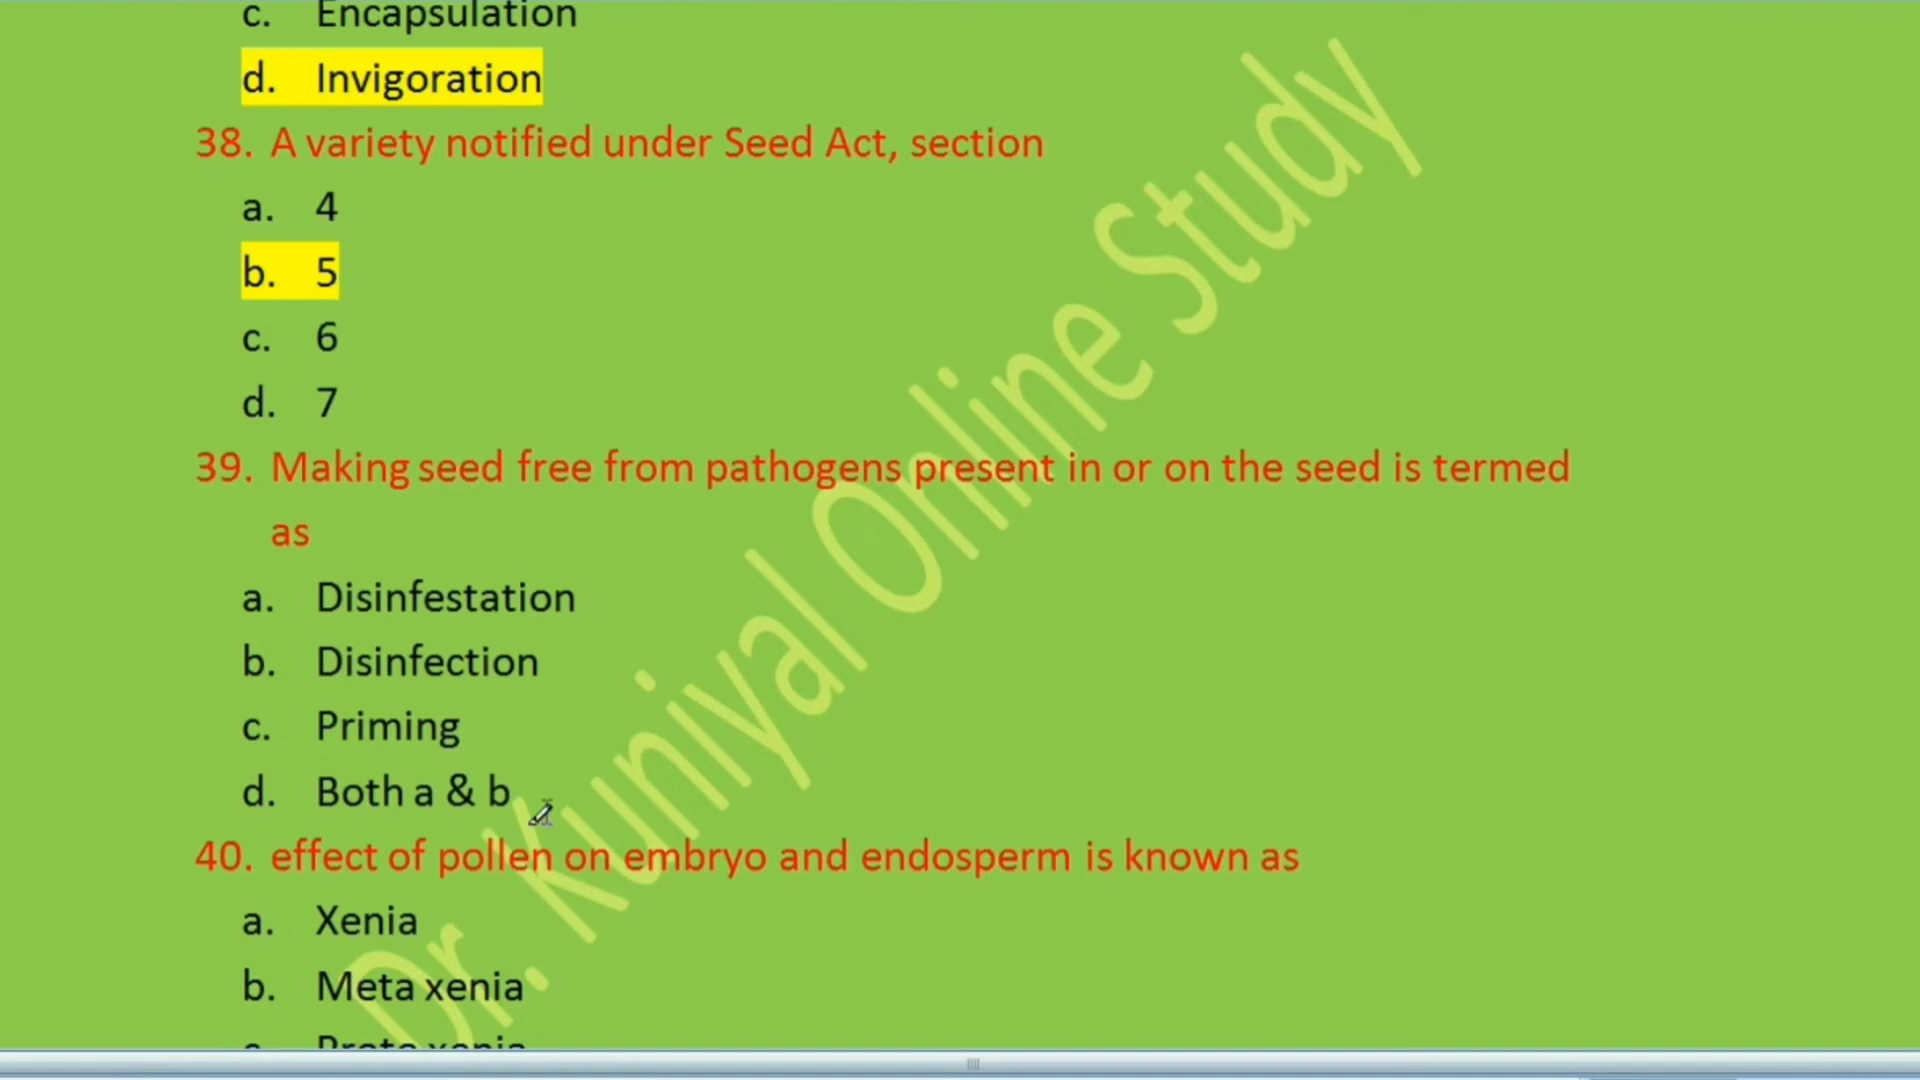 c. Encapsulation
d. Invigoration
38. A variety notified under Seed Act, section
a. 4
b. 5
c. 6
d. 7
39. Making seed free from pathogens present in or on the seed is termed
as
a. Disinfestation
b. Disinfection
c. Priming
d. Both a & b
40. effect of pollen on embryo and endosperm is known as
a. Xenia
b. Meta xenia
c. Proto xenia
Dr. Kuniyal Online Study